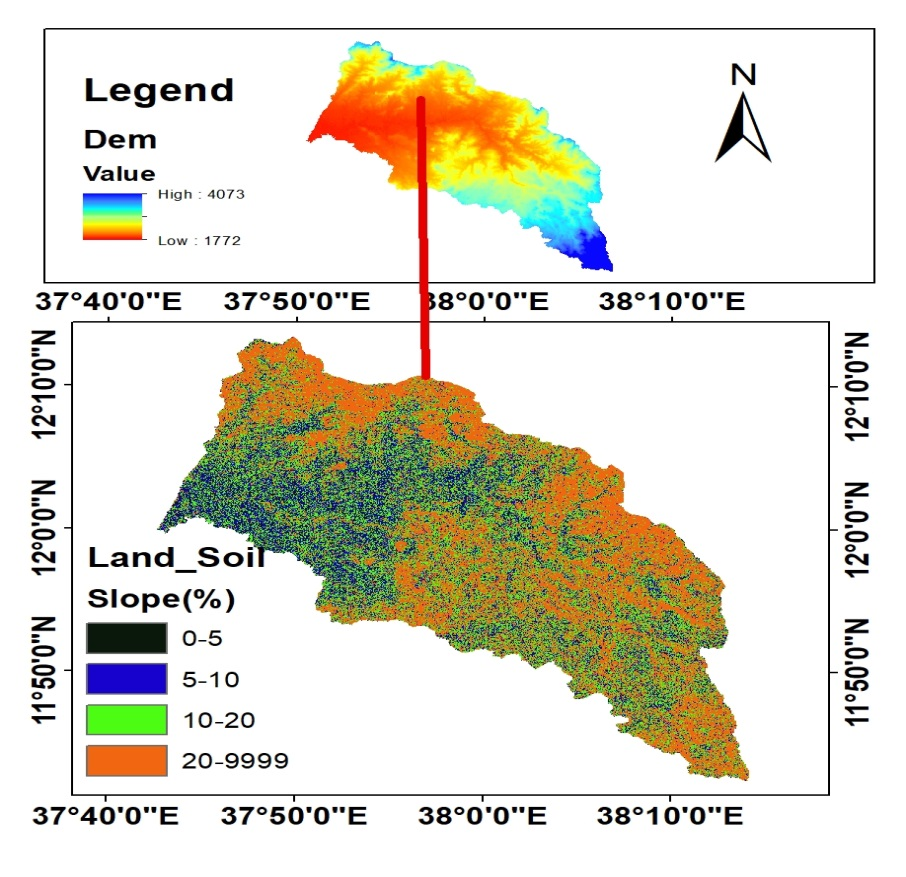 Legend
N
Dem
Value
High : 4073
Low : 1772
37°40'0"E 37°50'0"E 38°0'0"E 38°10'0"E
12°10'0"N 12°10'0"N
12°0'0"N 12°0'0"N
Land_Soil
Slope(%)
0-5
5-10
11°50'0"N 11°50'0"N
10-20
20-9999
37°40'0"E 37°50'0"E 38°0'0"E 38°10'0"E